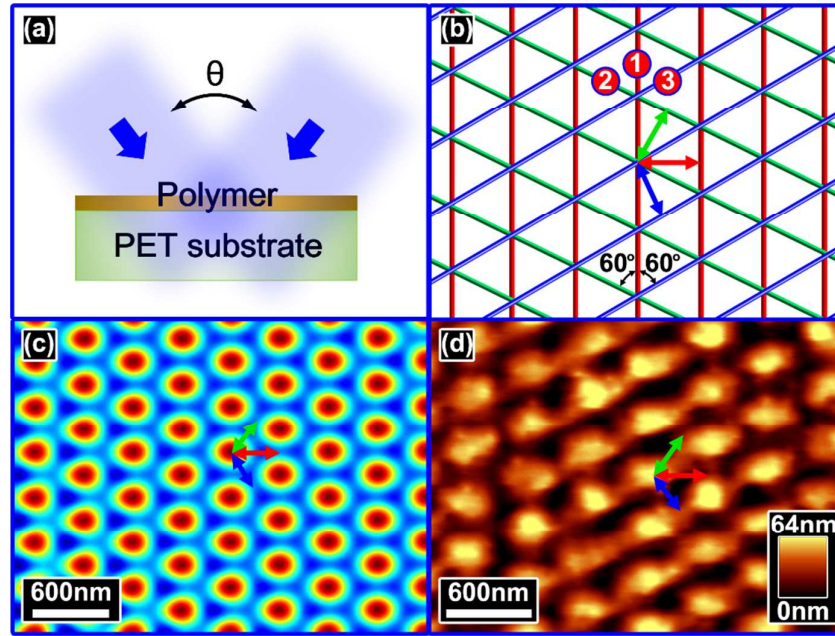 (a)
θ
Polymer
PET substrate
(b)
1
2
3
60°
60°
(c)
600nm
(d)
600nm
64nm
0nm